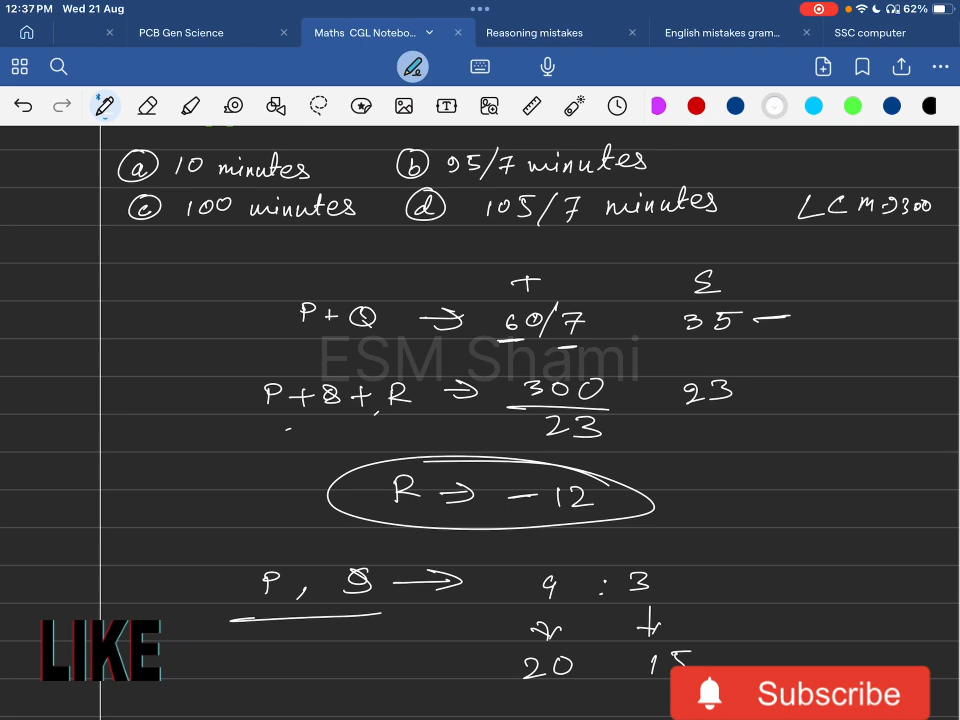 12:37 PM Wed 21 Aug 62%
PCB Gen Science Maths CGL Notebo... Reasoning mistakes English mistakes gram... SSC computer
(a) 10 minutes (b) 95/7 minutes
(c) 100 minutes (d) 105/7 minutes LCM⇒300
T Σ
P+Q → 60/7 35 –
ESM Shami
P+Q+R ⇒ 300/23 23
R ⇒ -12
P, Q → 4 : 3
20 15
LIKE
Subscribe